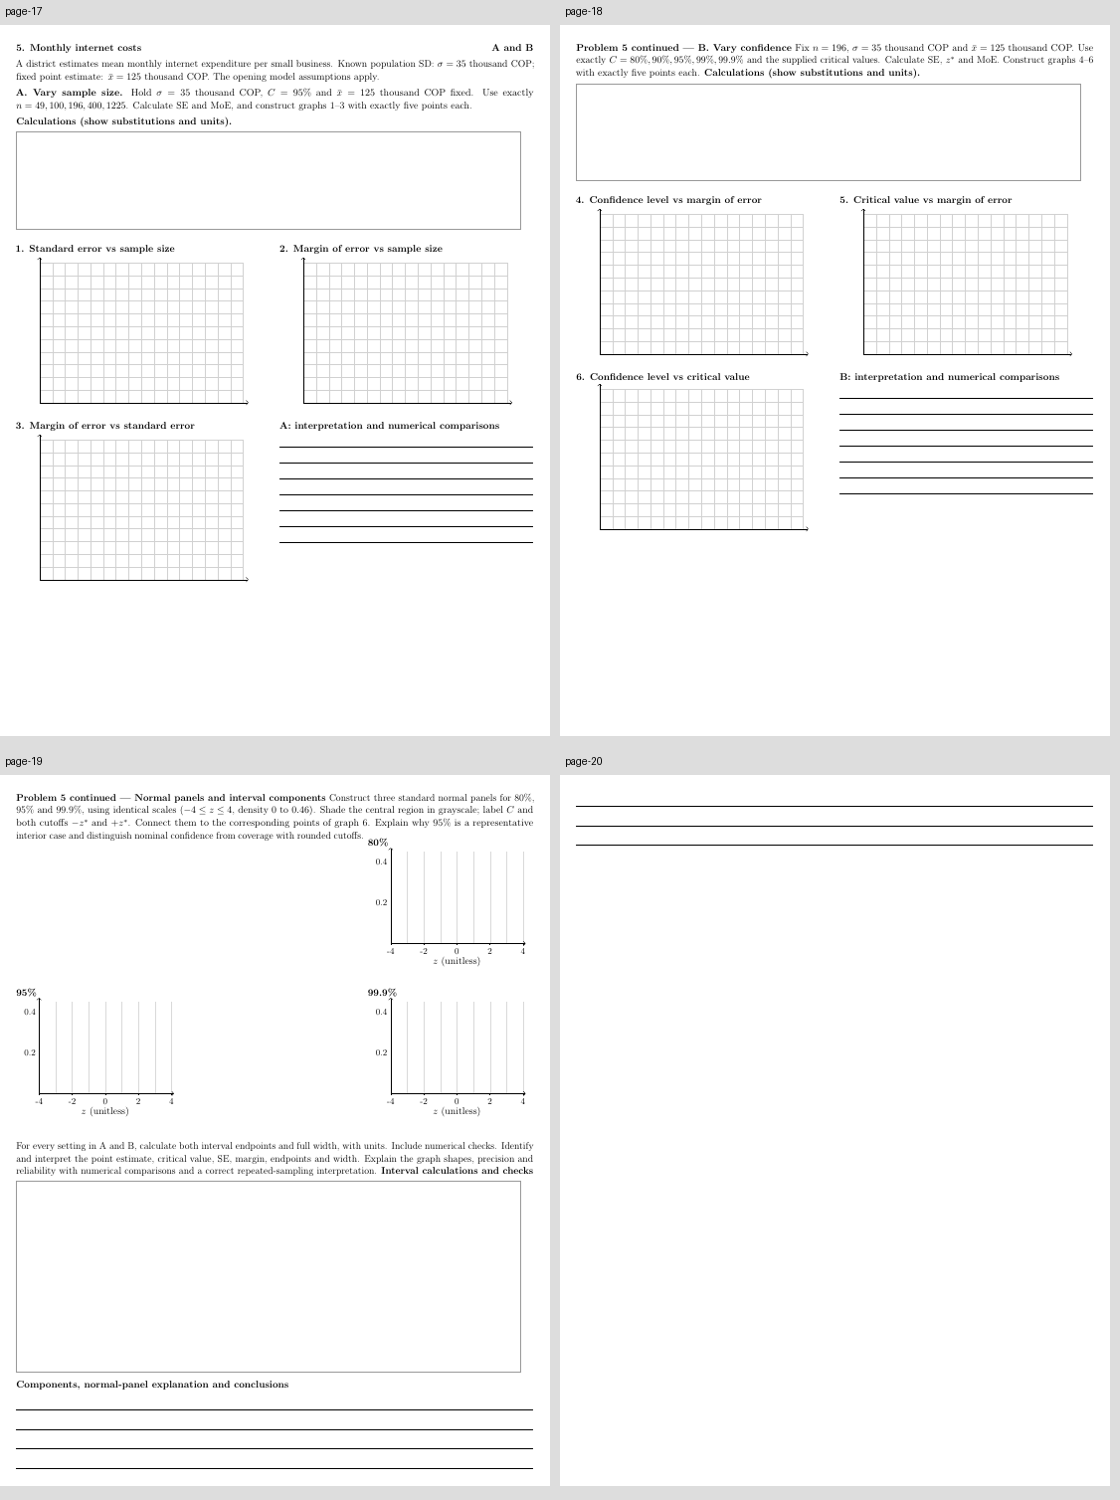 page-17
5. Monthly internet costs A and B
A district estimates mean monthly internet expenditure per small business. Known population SD: σ = 35 thousand COP;
fixed point estimate: x̄ = 125 thousand COP. The opening model assumptions apply.
A. Vary sample size. Hold σ = 35 thousand COP, C = 95% and x̄ = 125 thousand COP fixed. Use exactly
n = 49, 100, 196, 400, 1225. Calculate SE and MoE, and construct graphs 1–3 with exactly five points each.
Calculations (show substitutions and units).
1. Standard error vs sample size
2. Margin of error vs sample size
3. Margin of error vs standard error
A: interpretation and numerical comparisons
page-18
Problem 5 continued — B. Vary confidence Fix n = 196, σ = 35 thousand COP and x̄ = 125 thousand COP. Use
exactly C = 80%, 90%, 95%, 99%, 99.9% and the supplied critical values. Calculate SE, z* and MoE. Construct graphs 4–6
with exactly five points each. Calculations (show substitutions and units).
4. Confidence level vs margin of error
5. Critical value vs margin of error
6. Confidence level vs critical value
B: interpretation and numerical comparisons
page-19
Problem 5 continued — Normal panels and interval components Construct three standard normal panels for 80%,
95% and 99.9%, using identical scales (−4 ≤ z ≤ 4, density 0 to 0.46). Shade the central region in grayscale; label C and
both cutoffs −z* and +z*. Connect them to the corresponding points of graph 6. Explain why 95% is a representative
interior case and distinguish nominal confidence from coverage with rounded cutoffs.
80%
0.4
0.2
-4 -2 0 2 4
z (unitless)
95%
0.4
0.2
-4 -2 0 2 4
z (unitless)
99.9%
0.4
0.2
-4 -2 0 2 4
z (unitless)
For every setting in A and B, calculate both interval endpoints and full width, with units. Include numerical checks. Identify
and interpret the point estimate, critical value, SE, margin, endpoints and width. Explain the graph shapes, precision and
reliability with numerical comparisons and a correct repeated-sampling interpretation. Interval calculations and checks
Components, normal-panel explanation and conclusions
page-20